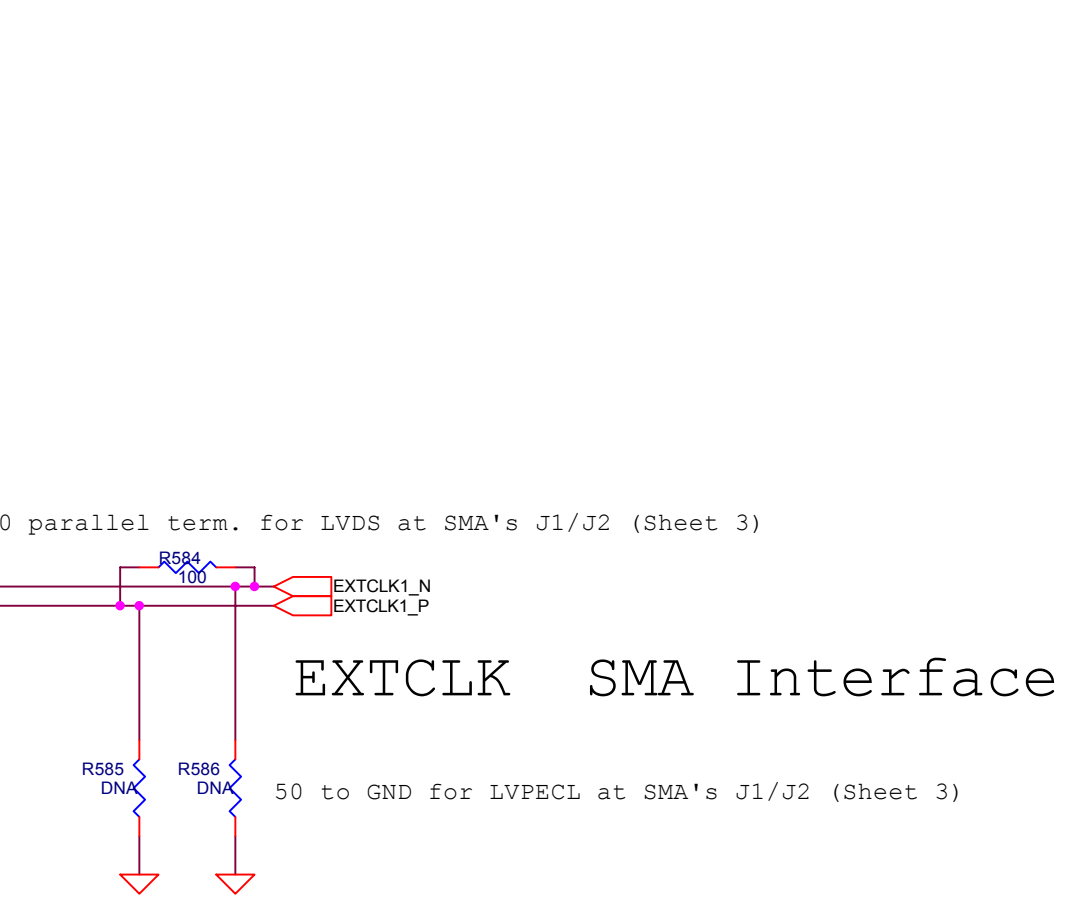 0 parallel term. for LVDS at SMA's J1/J2 (Sheet 3)
R584
100
EXTCLK1_N
EXTCLK1_P
EXTCLK SMA Interface
R585
DNA
R586
DNA
50 to GND for LVPECL at SMA's J1/J2 (Sheet 3)